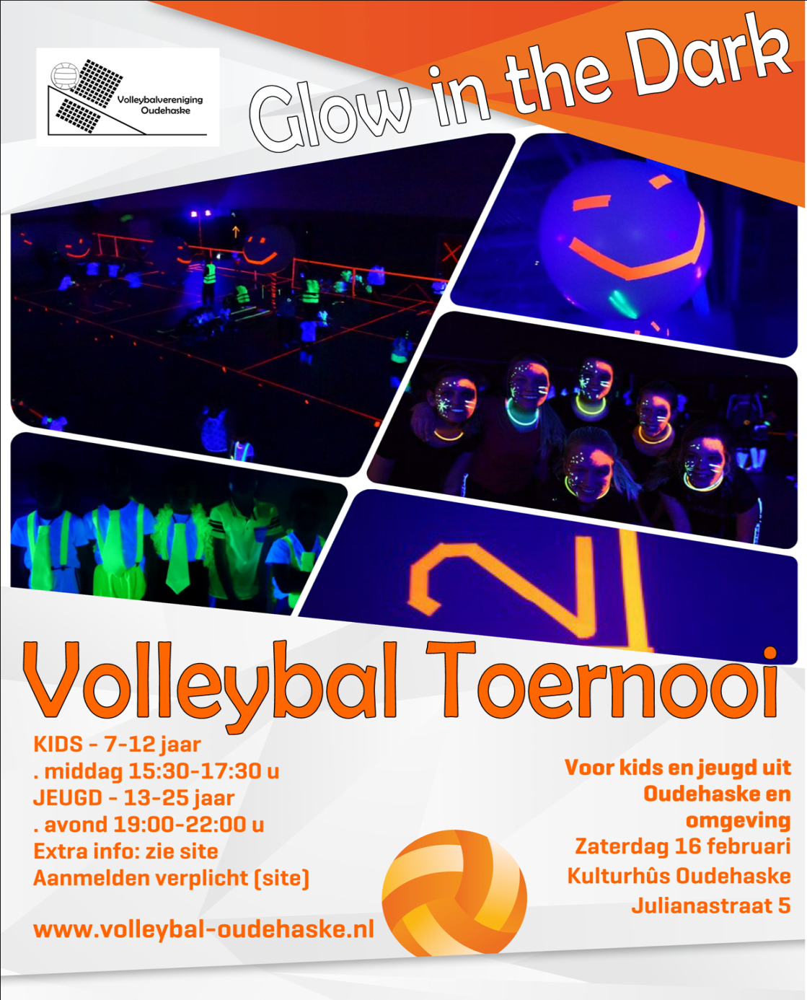 Volleybalvereniging
Oudehaske
Glow in the Dark
2
Volleybal Toernooi
KIDS - 7-12 jaar
. middag 15:30-17:30 u
JEUGD - 13-25 jaar
. avond 19:00-22:00 u
Extra info: zie site
Aanmelden verplicht (site)
www.volleybal-oudehaske.nl
Voor kids en jeugd uit
Oudehaske en
omgeving
Zaterdag 16 februari
Kulturhûs Oudehaske
Julianastraat 5